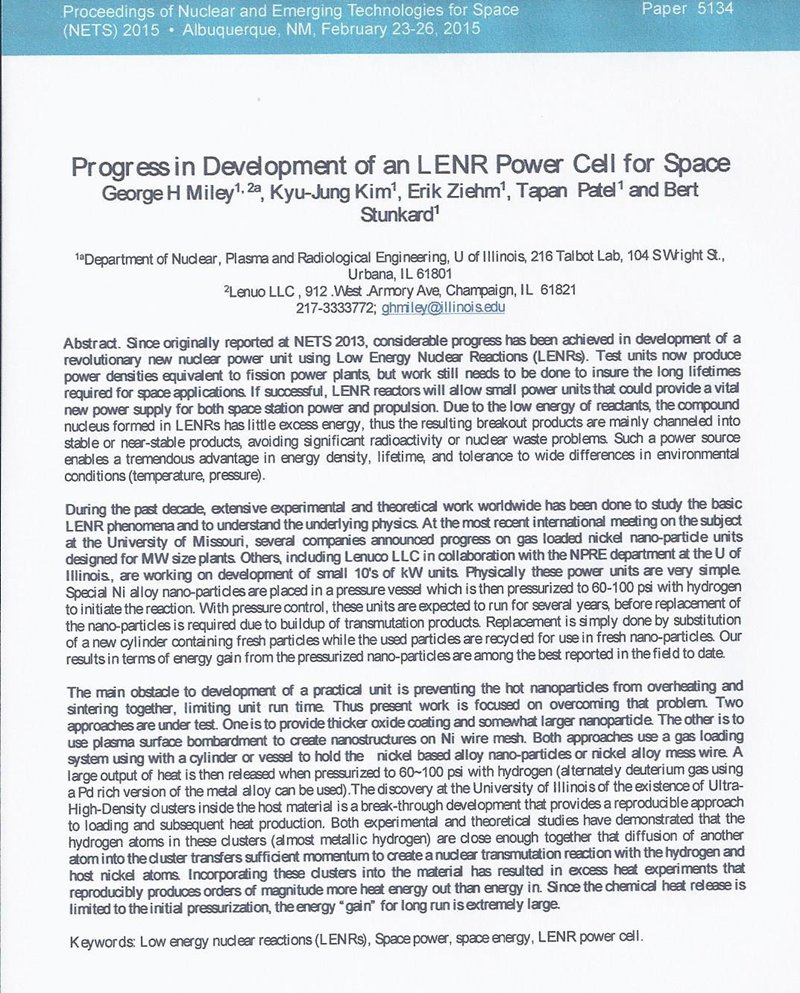 Proceedings of Nuclear and Emerging Technologies for Space Paper 5134
(NETS) 2015 • Albuquerque, NM, February 23-26, 2015
Progress in Development of an LENR Power Cell for Space
George H Miley1, 2a, Kyu-Jung Kim1, Erik Ziehm1, Tapan Patel1 and Bert
Stunkard1
1aDepartment of Nuclear, Plasma and Radiological Engineering, U of Illinois, 216 Talbot Lab, 104 S Wright St.,
Urbana, IL 61801
2Lenuo LLC , 912 .West .Armory Ave, Champaign, IL 61821
217-3333772; ghmiley@illinois.edu
Abstract. Since originally reported at NETS 2013, considerable progress has been achieved in development of a
revolutionary new nuclear power unit using Low Energy Nuclear Reactions (LENRs). Test units now produce
power densities equivalent to fission power plants, but work still needs to be done to insure the long lifetimes
required for space applications. If successful, LENR reactors will allow small power units that could provide a vital
new power supply for both space station power and propulsion. Due to the low energy of reactants, the compound
nucleus formed in LENRs has little excess energy, thus the resulting breakout products are mainly channeled into
stable or near-stable products, avoiding significant radioactivity or nuclear waste problems. Such a power source
enables a tremendous advantage in energy density, lifetime, and tolerance to wide differences in environmental
conditions (temperature, pressure).
During the past decade, extensive experimental and theoretical work worldwide has been done to study the basic
LENR phenomena and to understand the underlying physics. At the most recent international meeting on the subject
at the University of Missouri, several companies announced progress on gas loaded nickel nano-particle units
designed for MW size plants. Others, including Lenuco LLC in collaboration with the NPRE department at the U of
Illinois., are working on development of small 10's of kW units. Physically these power units are very simple.
Special Ni alloy nano-particles are placed in a pressure vessel which is then pressurized to 60-100 psi with hydrogen
to initiate the reaction. With pressure control, these units are expected to run for several years, before replacement of
the nano-particles is required due to buildup of transmutation products. Replacement is simply done by substitution
of a new cylinder containing fresh particles while the used particles are recycled for use in fresh nano-particles. Our
results in terms of energy gain from the pressurized nano-particles are among the best reported in the field to date.
The main obstacle to development of a practical unit is preventing the hot nanoparticles from overheating and
sintering together, limiting unit run time. Thus present work is focused on overcoming that problem. Two
approaches are under test. One is to provide thicker oxide coating and somewhat larger nanoparticle. The other is to
use plasma surface bombardment to create nanostructures on Ni wire mesh. Both approaches use a gas loading
system using with a cylinder or vessel to hold the nickel based alloy nano-particles or nickel alloy mess wire. A
large output of heat is then released when pressurized to 60~100 psi with hydrogen (alternately deuterium gas using
a Pd rich version of the metal alloy can be used).The discovery at the University of Illinois of the existence of Ultra-
High-Density clusters inside the host material is a break-through development that provides a reproducible approach
to loading and subsequent heat production. Both experimental and theoretical studies have demonstrated that the
hydrogen atoms in these clusters (almost metallic hydrogen) are close enough together that diffusion of another
atom into the cluster transfers sufficient momentum to create a nuclear transmutation reaction with the hydrogen and
host nickel atoms. Incorporating these clusters into the material has resulted in excess heat experiments that
reproducibly produces orders of magnitude more heat energy out than energy in. Since the chemical heat release is
limited to the initial pressurization, the energy "gain" for long run is extremely large.
Keywords: Low energy nuclear reactions (LENRs), Space power, space energy, LENR power cell.